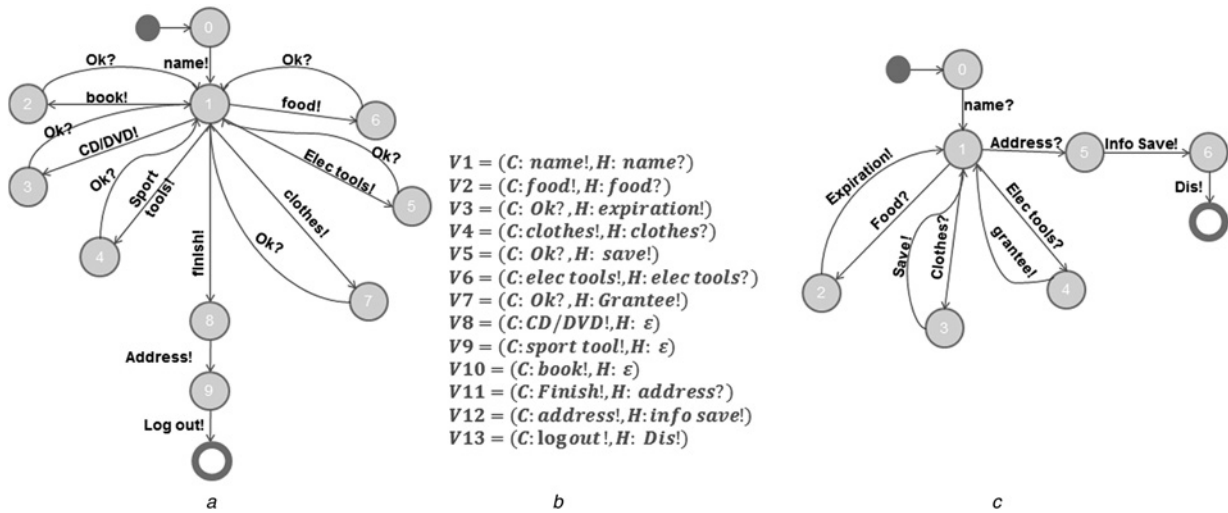 0
name!
Ok?
Ok?
2
book!
1
food!
6
Ok?
CD/DVD!
3
Ok?
Sport tools!
4
Elec tools!
Ok?
5
clothes!
Ok?
7
finish!
8
Address!
9
Log out!
a
V1 = (C: name!, H: name?)
V2 = (C: food!, H: food?)
V3 = (C: Ok?, H: expiration!)
V4 = (C: clothes!, H: clothes?)
V5 = (C: Ok?, H: save!)
V6 = (C: elec tools!, H: elec tools?)
V7 = (C: Ok?, H: Grantee!)
V8 = (C: CD/DVD!, H: ε)
V9 = (C: sport tool!, H: ε)
V10 = (C: book!, H: ε)
V11 = (C: Finish!, H: address?)
V12 = (C: address!, H: info save!)
V13 = (C: logout!, H: Dis!)
b
0
name?
1
Address?
5
Info Save!
6
Dis!
Expiration!
Food?
2
Save!
Clothes?
3
Elec tools?
grantee!
4
c